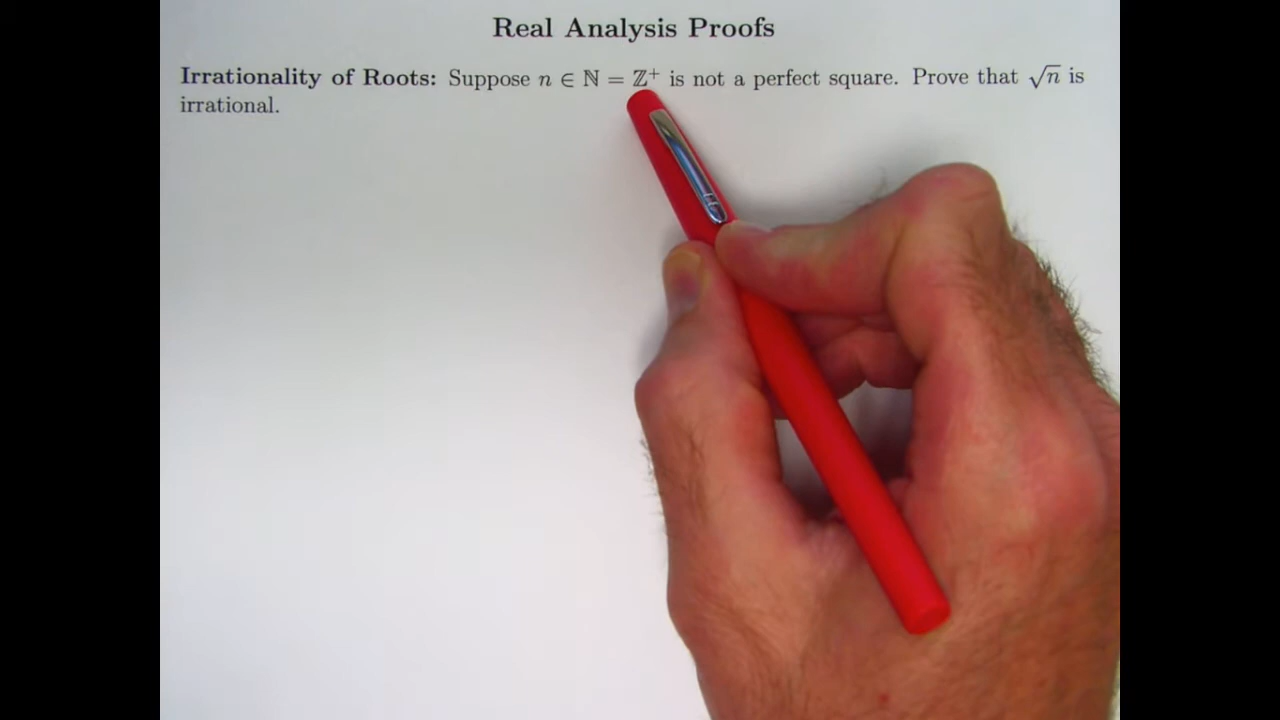 Real Analysis Proofs
Irrationality of Roots: Suppose n ∈ ℕ = ℤ⁺ is not a perfect square. Prove that √n is
irrational.